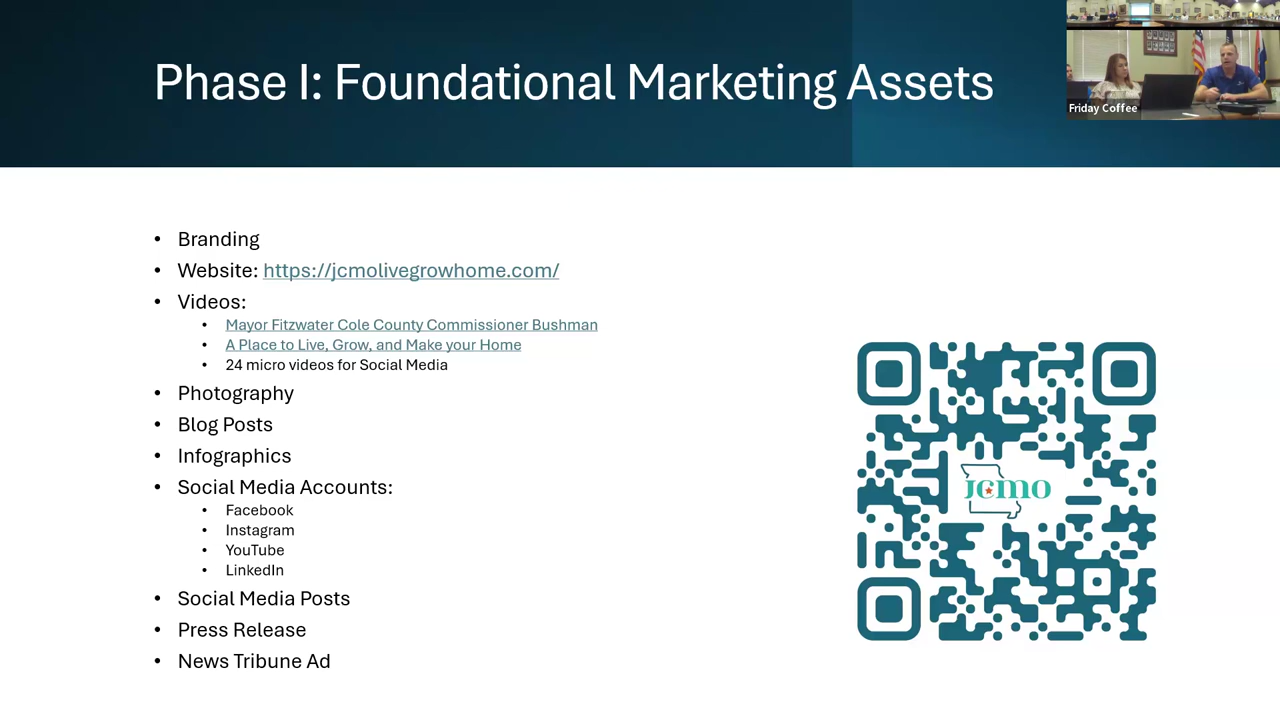 Phase I: Foundational Marketing Assets
Friday Coffee
• Branding
• Website: https://jcmolivegrowhome.com/
• Videos:
• Mayor Fitzwater Cole County Commissioner Bushman
• A Place to Live, Grow, and Make your Home
• 24 micro videos for Social Media
• Photography
• Blog Posts
• Infographics
• Social Media Accounts:
• Facebook
• Instagram
• YouTube
• LinkedIn
• Social Media Posts
• Press Release
• News Tribune Ad
JCMO